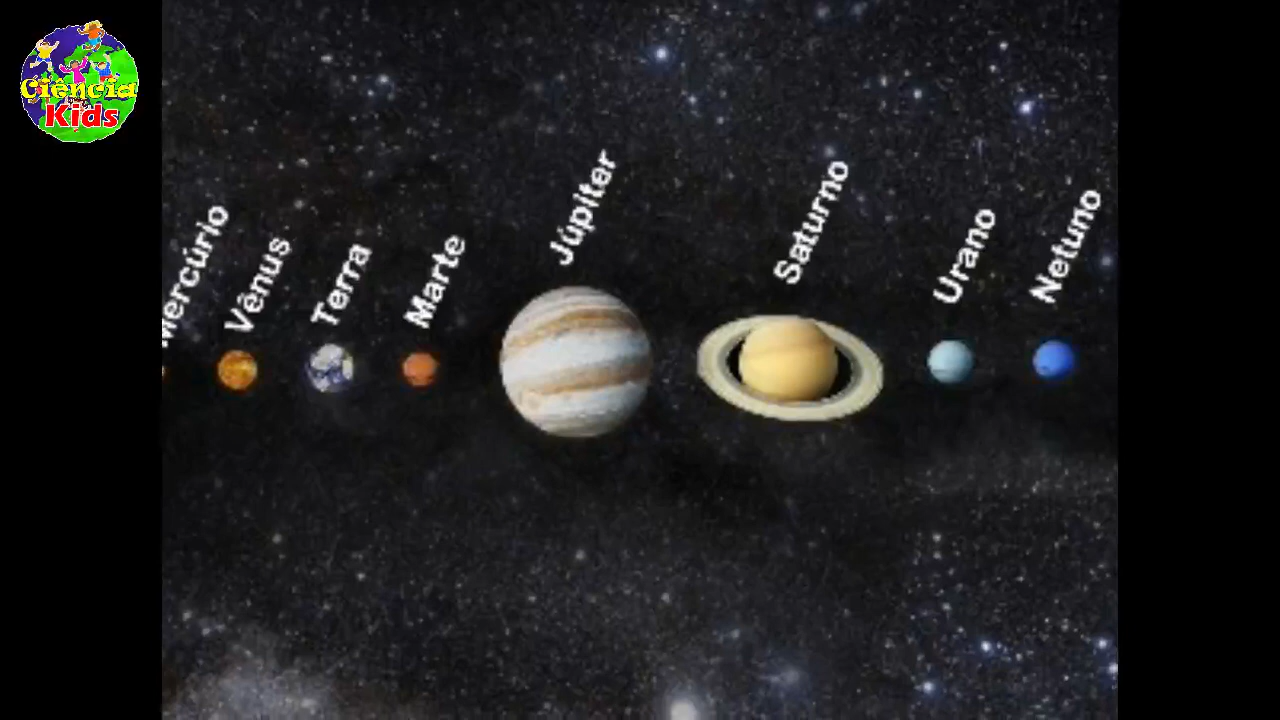 Ciência
Kids
Mercúrio
Vênus
Terra
Marte
Júpiter
Saturno
Urano
Netuno